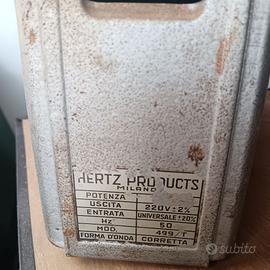 HERTZ PRODUCTS
MILANO
POTENZA
USCITA 220V ± 2%
ENTRATA UNIVERSALE ± 20%
Hz 50
MOD. 499/T
FORMA D'ONDA CORRETTA
subito